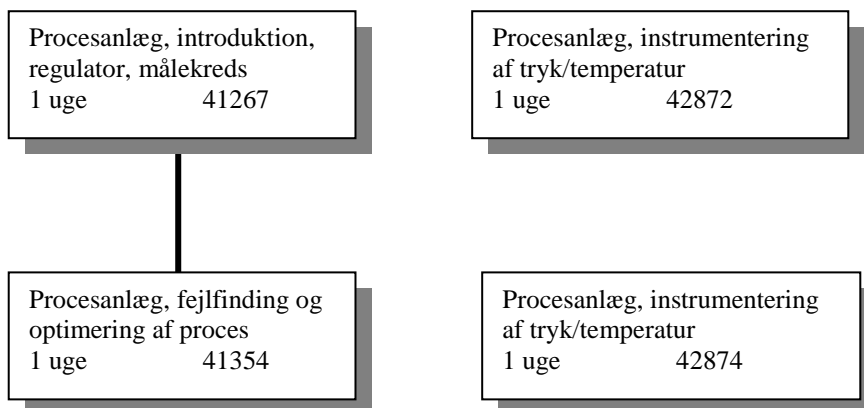 Procesanlæg, introduktion,
regulator, målekreds
1 uge 41267
Procesanlæg, instrumentering
af tryk/temperatur
1 uge 42872
Procesanlæg, fejlfinding og
optimering af proces
1 uge 41354
Procesanlæg, instrumentering
af tryk/temperatur
1 uge 42874